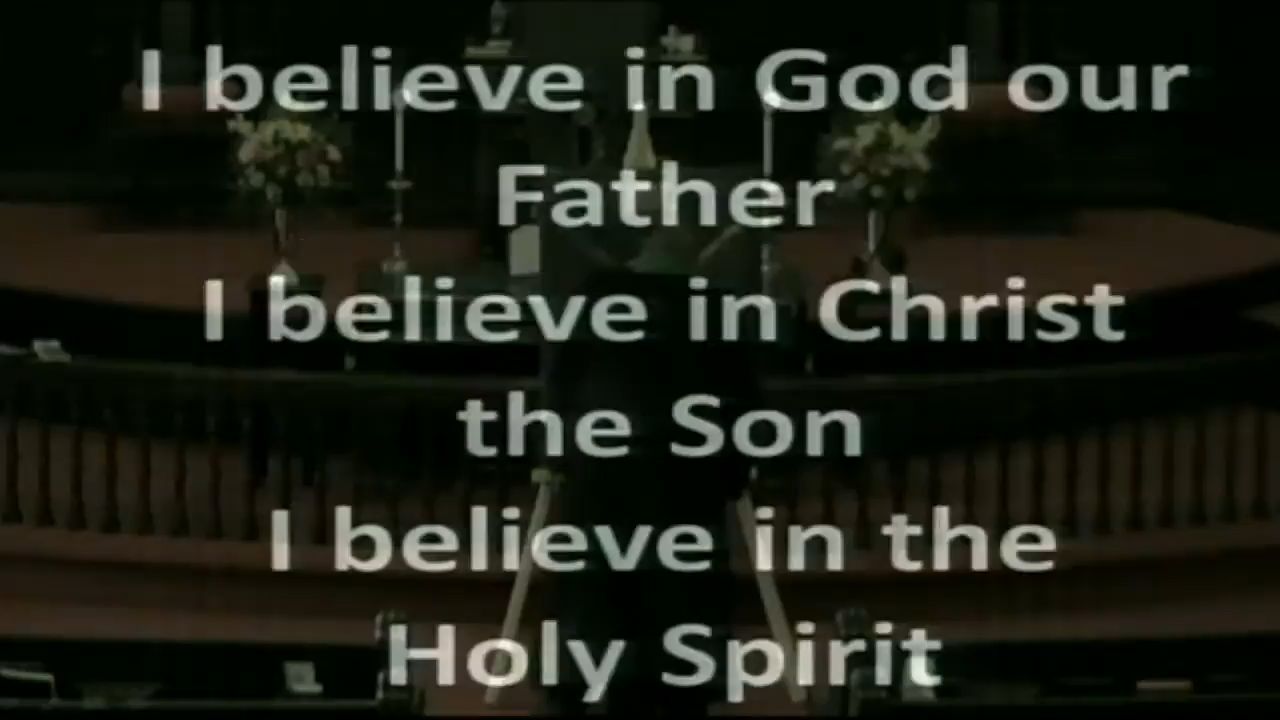 I believe in God our
Father
I believe in Christ
the Son
I believe in the
Holy Spirit